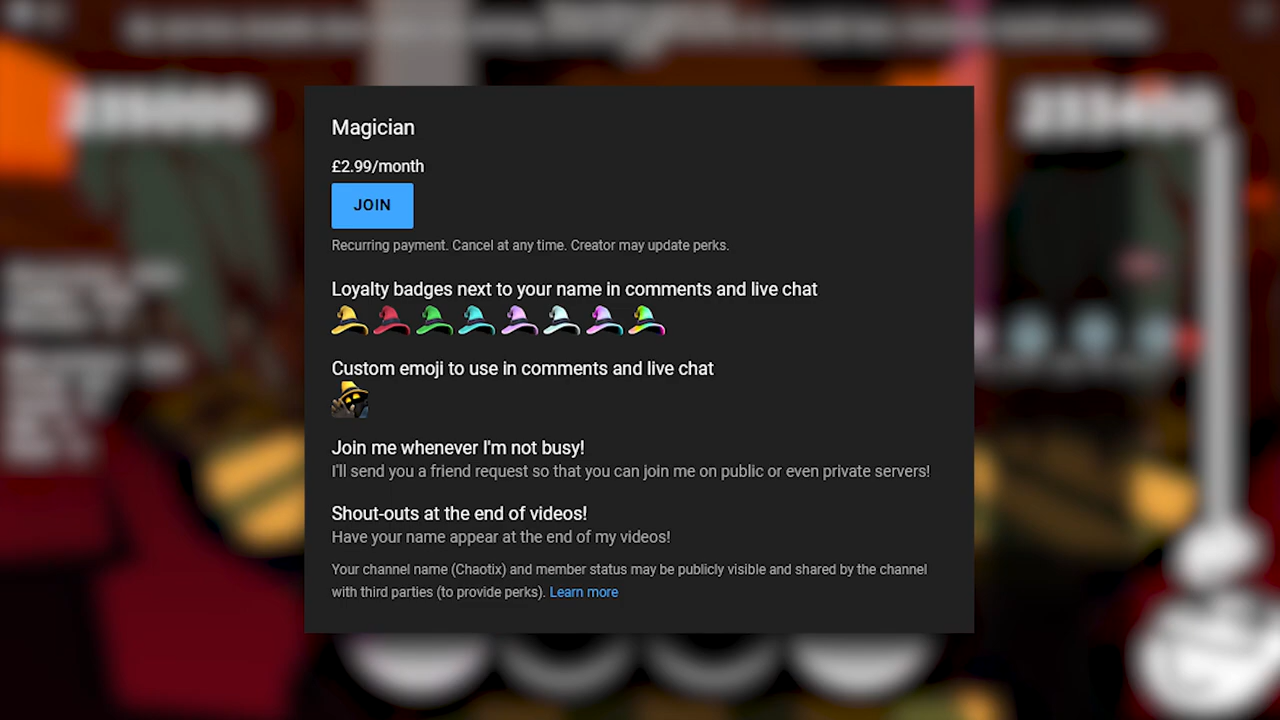 Magician
£2.99/month
JOIN
Recurring payment. Cancel at any time. Creator may update perks.
Loyalty badges next to your name in comments and live chat
Custom emoji to use in comments and live chat
Join me whenever I'm not busy!
I'll send you a friend request so that you can join me on public or even private servers!
Shout-outs at the end of videos!
Have your name appear at the end of my videos!
Your channel name (Chaotix) and member status may be publicly visible and shared by the channel
with third parties (to provide perks). Learn more